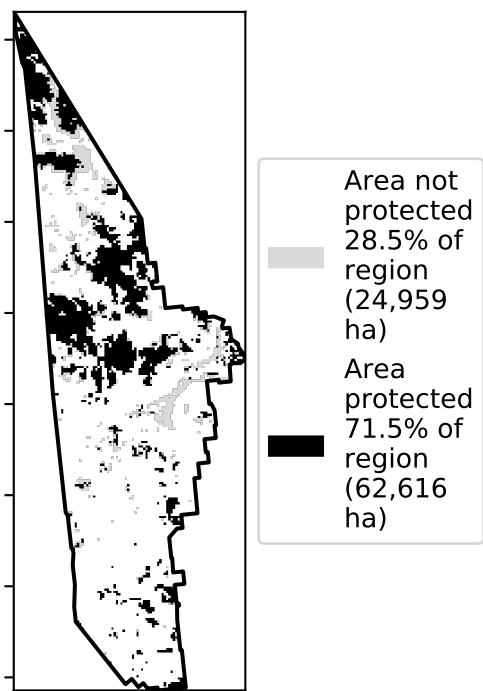 Area not
protected
28.5% of
region
(24,959
ha)
Area
protected
71.5% of
region
(62,616
ha)